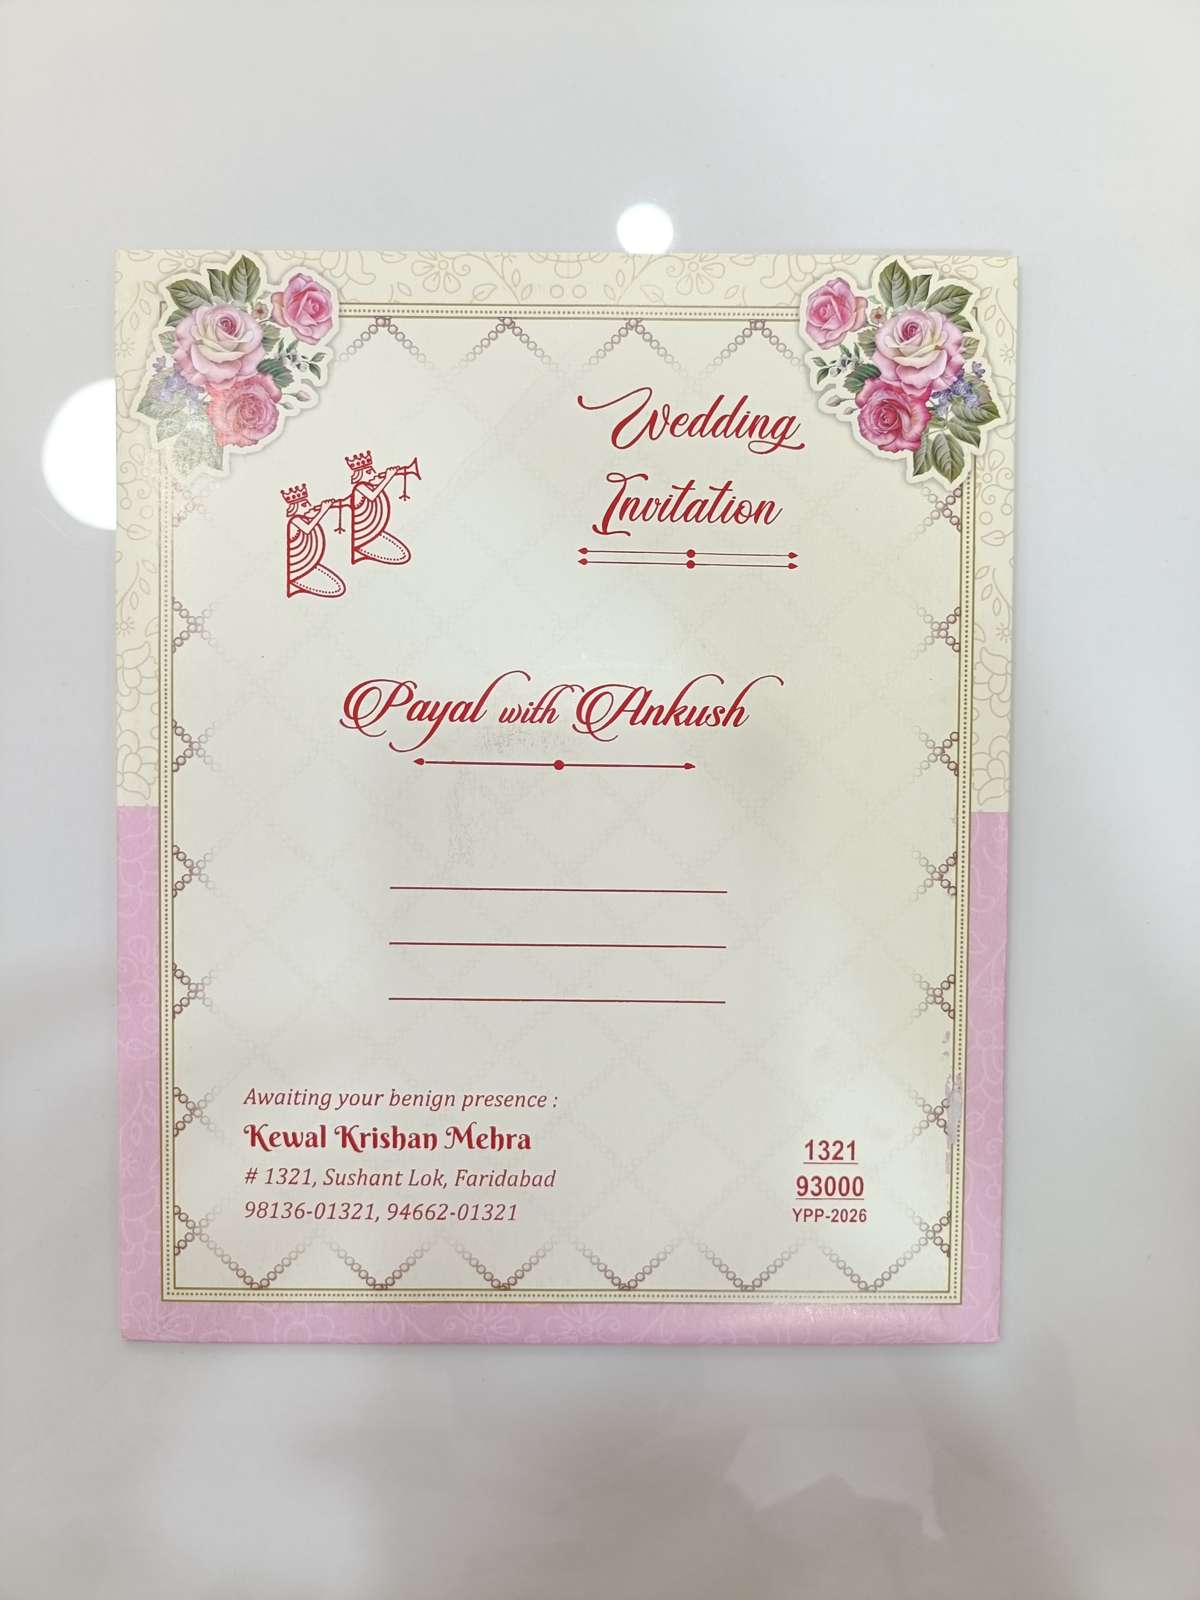 Wedding
Invitation
Payal with Ankush
Awaiting your benign presence :
Kewal Krishan Mehra
# 1321, Sushant Lok, Faridabad
98136-01321, 94662-01321
1321
93000
YPP-2026